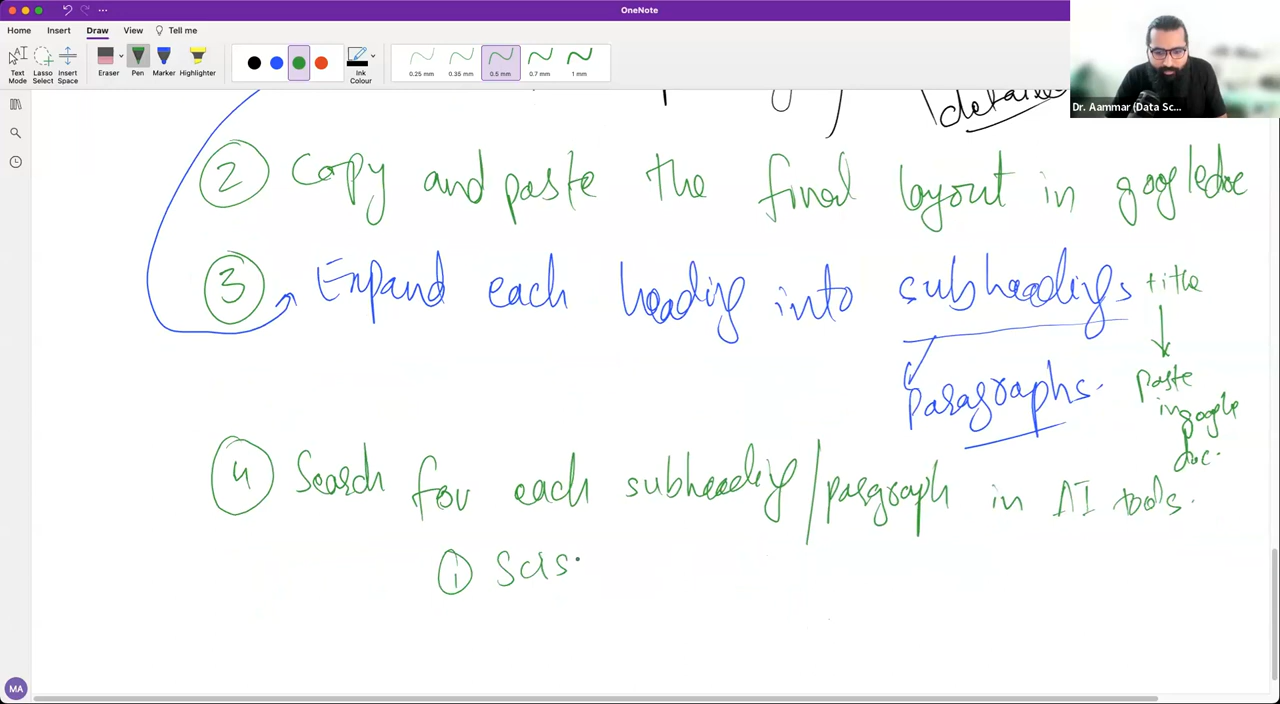 OneNote
Home Insert Draw View Tell me
Text Mode Lasso Select Insert Space Eraser Pen Marker Highlighter Ink Colour 0.25 mm 0.35 mm 0.5 mm 0.7 mm 1 mm
Dr. Aammar (Data Sc...
2 Copy and paste the final layout in google doc
3 Expand each heading into subheadings
title
paste
in google
doc.
Paragraphs.
4 Search for each subheading/paragraph in AI tools.
1 Scis
MA